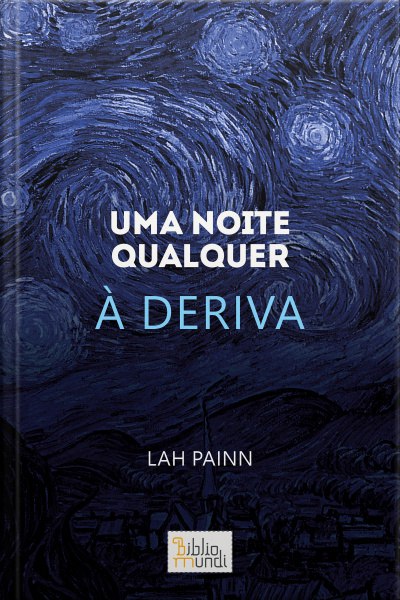 UMA NOITE
QUALQUER
À DERIVA
LAH PAINN
Biblio
mundi